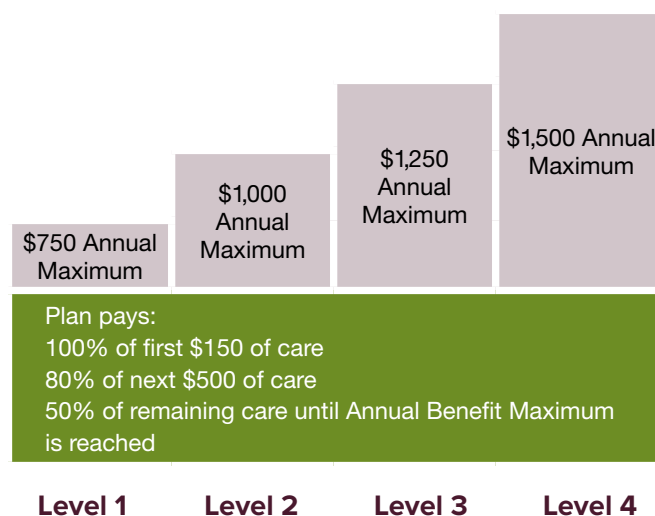 $750 Annual
Maximum
$1,000
Annual
Maximum
$1,250
Annual
Maximum
$1,500 Annual
Maximum
Plan pays:
100% of first $150 of care
80% of next $500 of care
50% of remaining care until Annual Benefit Maximum
is reached
Level 1 Level 2 Level 3 Level 4